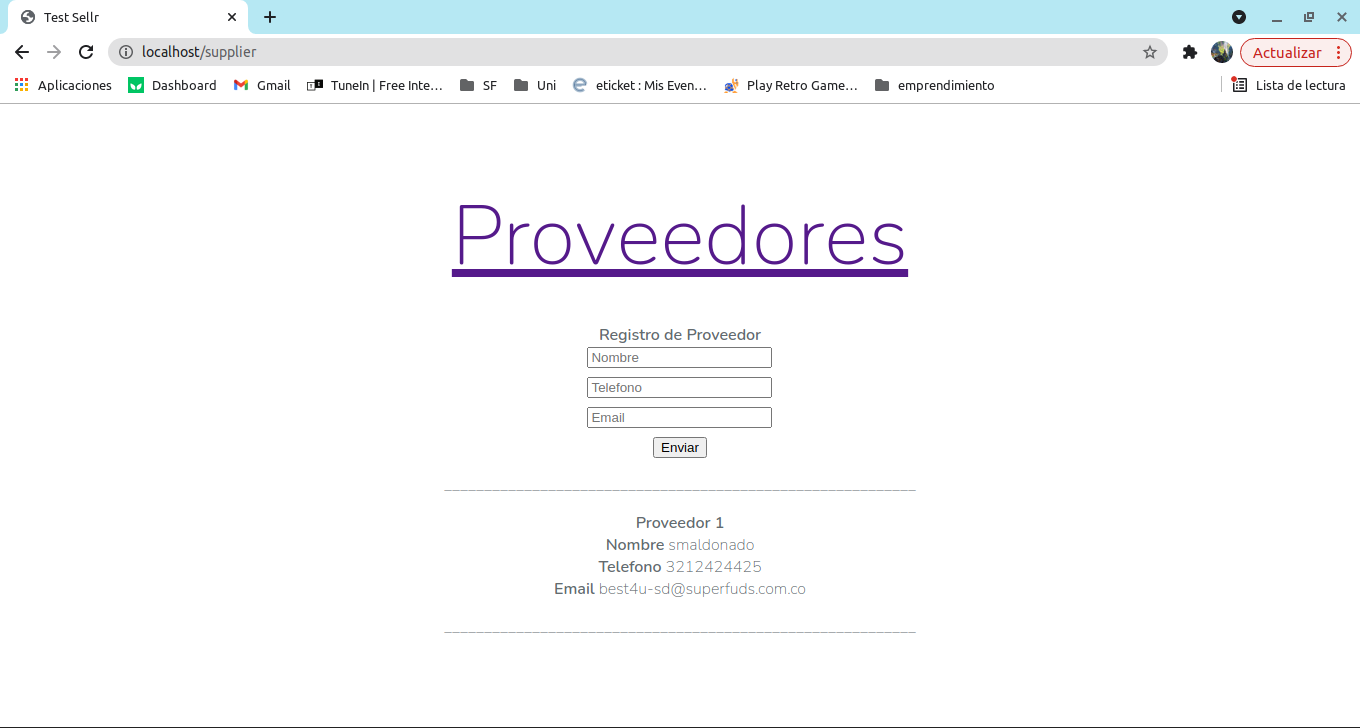 Test Sellr
localhost/supplier
Actualizar
Aplicaciones Dashboard Gmail TuneIn | Free Inte... SF Uni eticket : Mis Even... Play Retro Game... emprendimiento Lista de lectura
Proveedores
Registro de Proveedor
Nombre
Telefono
Email
Enviar
Proveedor 1
Nombre smaldonado
Telefono 3212424425
Email best4u-sd@superfuds.com.co